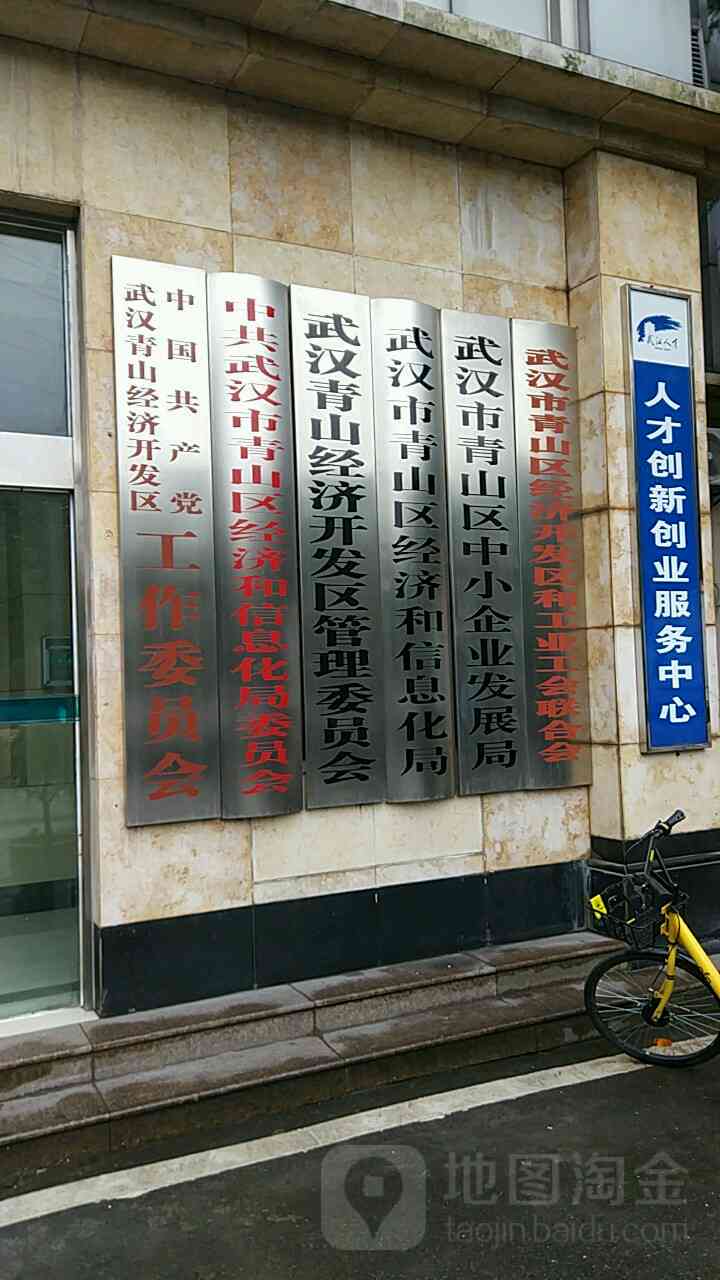 中国共产党
武汉青山经济开发区
工作委员会
中共武汉市青山区经济和信息化局委员会
武汉青山经济开发区管理委员会
武汉市青山区经济和信息化局
武汉市青山区中小企业发展局
武汉市青山区经济开发区和工业工会联合会
武汉人才
人才创新创业服务中心
地图淘金
taojin.baidu.com